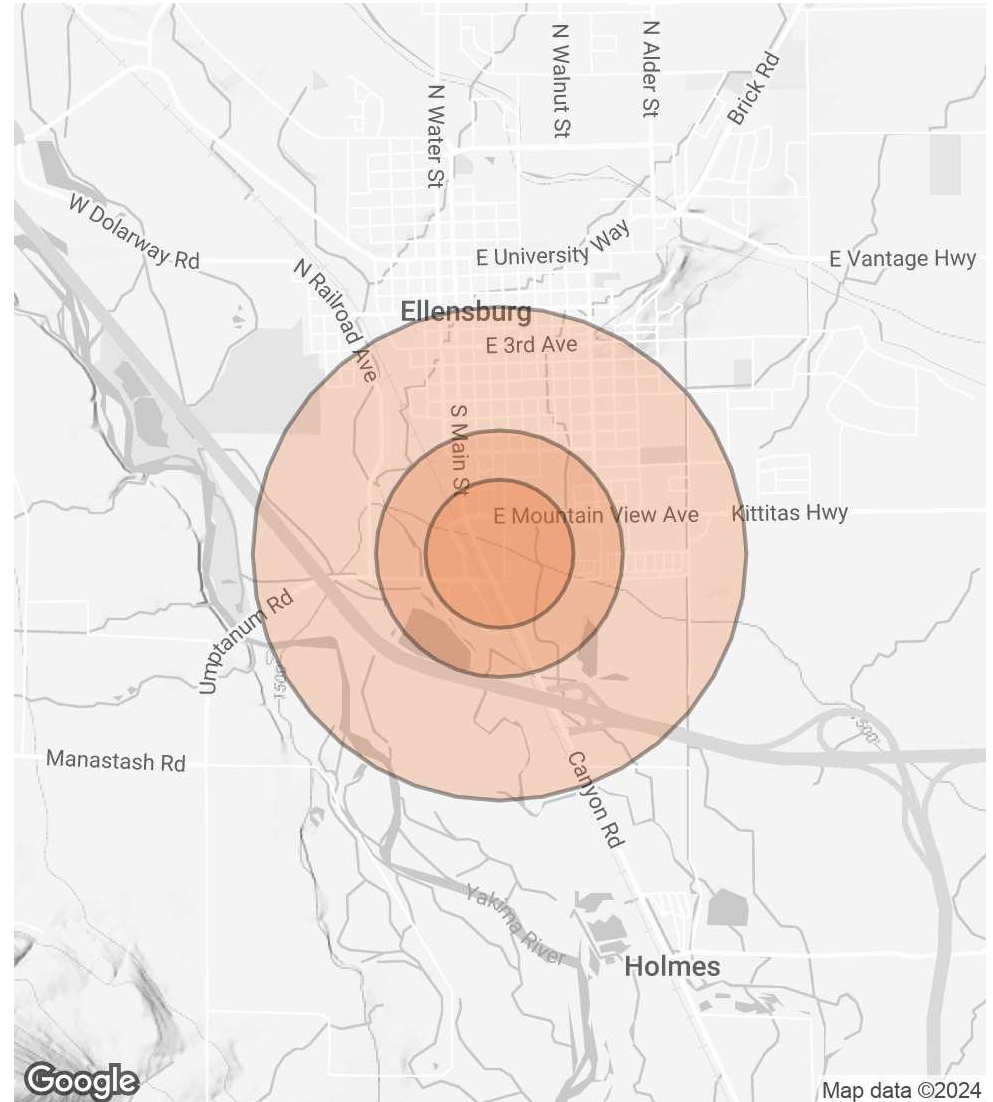 N Water St
N Walnut St
N Alder St
Brick Rd
W Dolarway Rd
E University Way
E Vantage Hwy
N Railroad Ave
Ellensburg
E 3rd Ave
S Main St
E Mountain View Ave
Kittitas Hwy
Umptanum Rd
1500
1500
Manastash Rd
Canyon Rd
Yakima River
Holmes
Google
Map data ©2024